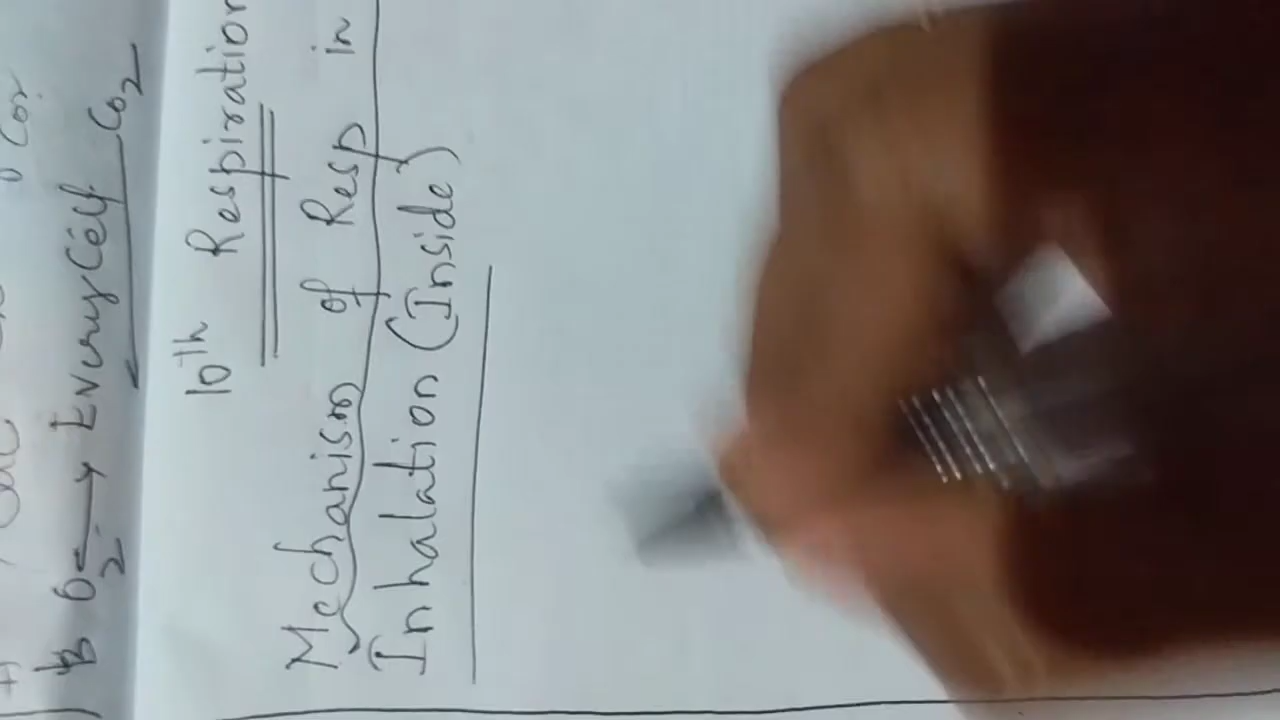 O2 → Every Cell CO2
10th Respiration
Mechanism of Resp in
Inhalation (Inside)